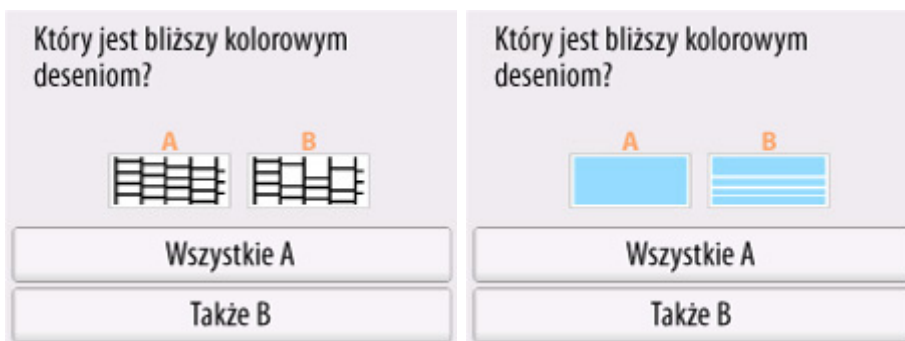 Który jest bliższy kolorowym
deseniom?
A B
Wszystkie A
Także B
Który jest bliższy kolorowym
deseniom?
A B
Wszystkie A
Także B